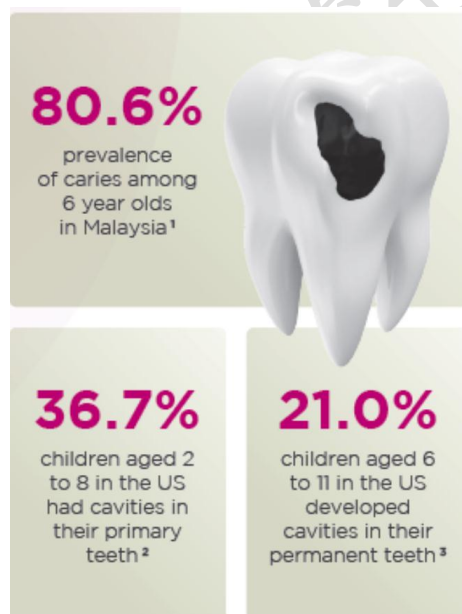 80.6%
prevalence
of caries among
6 year olds
in Malaysia¹
36.7%
children aged 2
to 8 in the US
had cavities in
their primary
teeth²
21.0%
children aged 6
to 11 in the US
developed
cavities in their
permanent teeth³